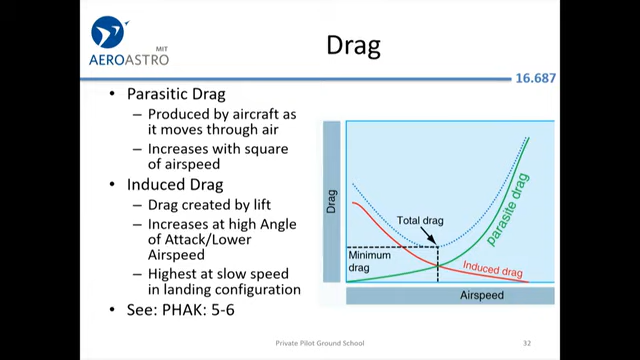 MIT
AEROASTRO
Drag
16.687
• Parasitic Drag
– Produced by aircraft as
it moves through air
– Increases with square
of airspeed
• Induced Drag
– Drag created by lift
– Increases at high Angle
of Attack/Lower
Airspeed
– Highest at slow speed
in landing configuration
• See: PHAK: 5-6
Drag
Total drag
Minimum
drag
parasite drag
Induced drag
Airspeed
Private Pilot Ground School
32